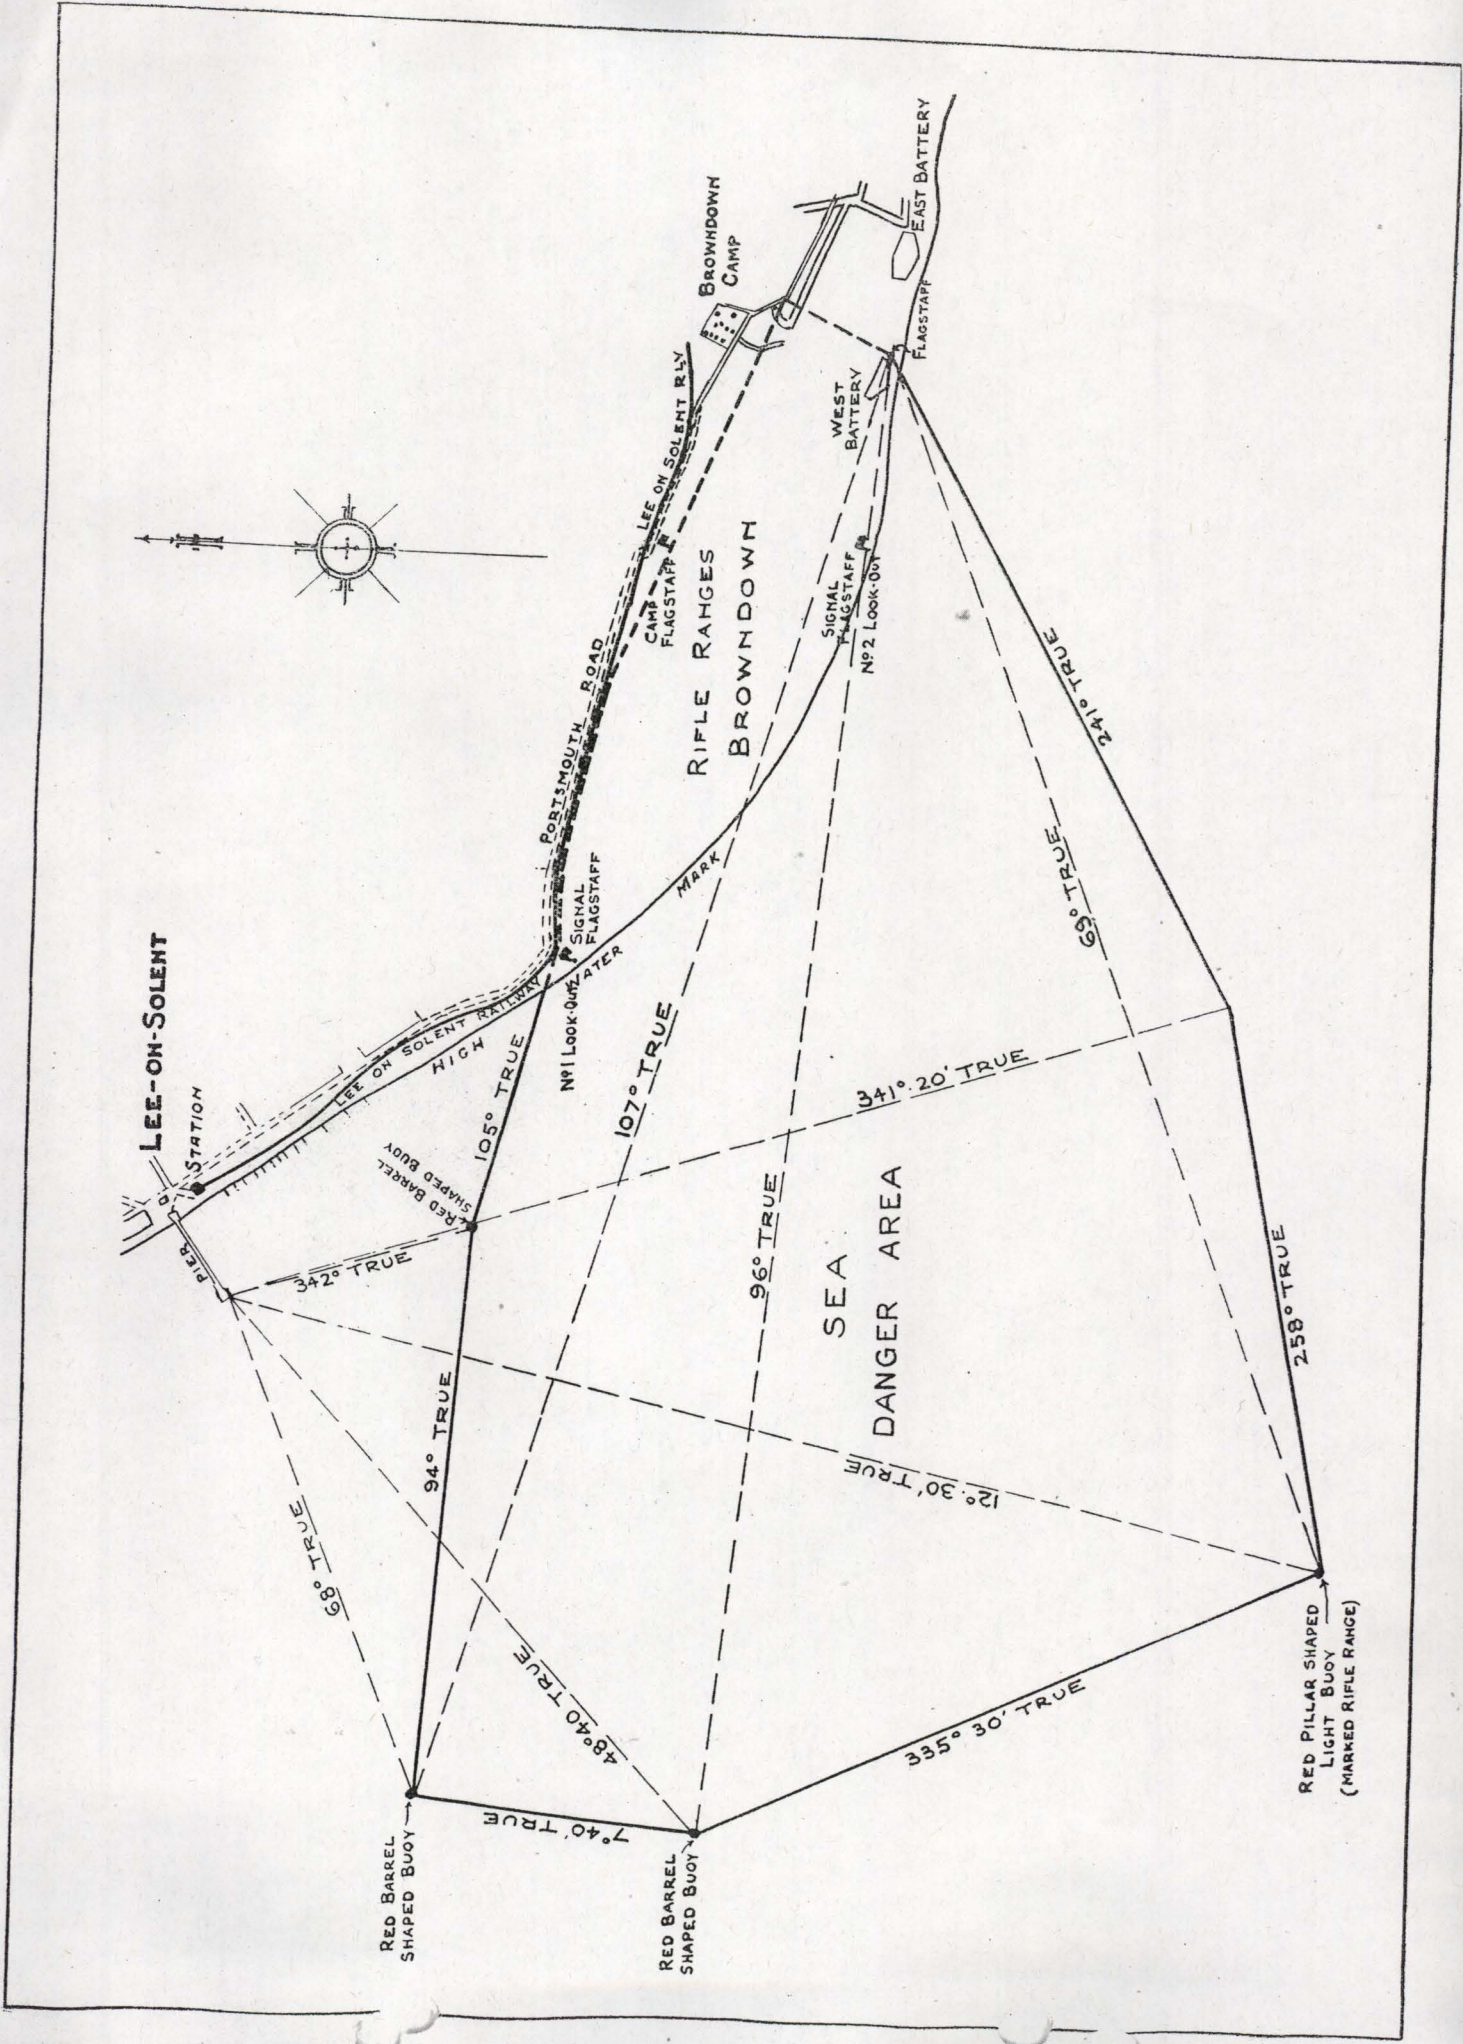 LEE-ON-SOLENT
STATION
PIER
LEE ON SOLENT RAILWAY
HIGH
WATER
MARK
PORTSMOUTH ROAD
LEE ON SOLENT RLY
BROWNDOWN
CAMP
CAMP
FLAGSTAFF
RIFLE RANGES
BROWNDOWN
SIGNAL
FLAGSTAFF
Nº1 LOOK-OUT
WEST
BATTERY
EAST BATTERY
FLAGSTAFF
SIGNAL
FLAGSTAFF
Nº2 LOOK-OUT
RED BARREL
SHAPED BUOY
342° TRUE
105° TRUE
94° TRUE
68° TRUE
48°40 TRUE
107° TRUE
96° TRUE
341°.20' TRUE
12°.30' TRUE
69° TRUE
241° TRUE
258° TRUE
335° 30' TRUE
7°40' TRUE
SEA
DANGER AREA
RED BARREL
SHAPED BUOY
RED BARREL
SHAPED BUOY
RED PILLAR SHAPED
LIGHT BUOY
(MARKED RIFLE RANGE)